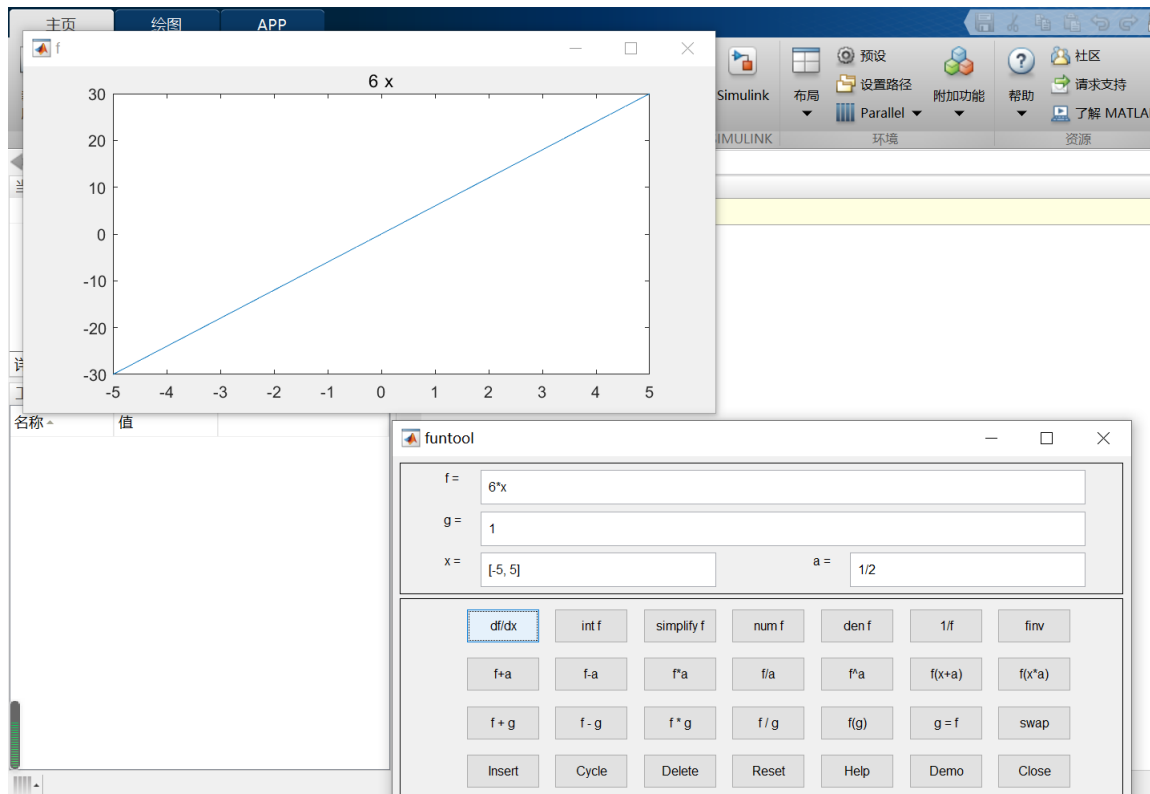 主页 绘图 APP
f
6 x
30
20
10
0
-10
-20
-30
-5 -4 -3 -2 -1 0 1 2 3 4 5
Simulink 布局 预设 设置路径 Parallel 附加功能 帮助 社区 请求支持 了解 MATLA
SIMULINK 环境 资源
名称 值
funtool
f = 6*x
g = 1
x = [-5, 5] a = 1/2
df/dx int f simplify f num f den f 1/f finv
f+a f-a f*a f/a f^a f(x+a) f(x*a)
f + g f - g f * g f / g f(g) g = f swap
Insert Cycle Delete Reset Help Demo Close